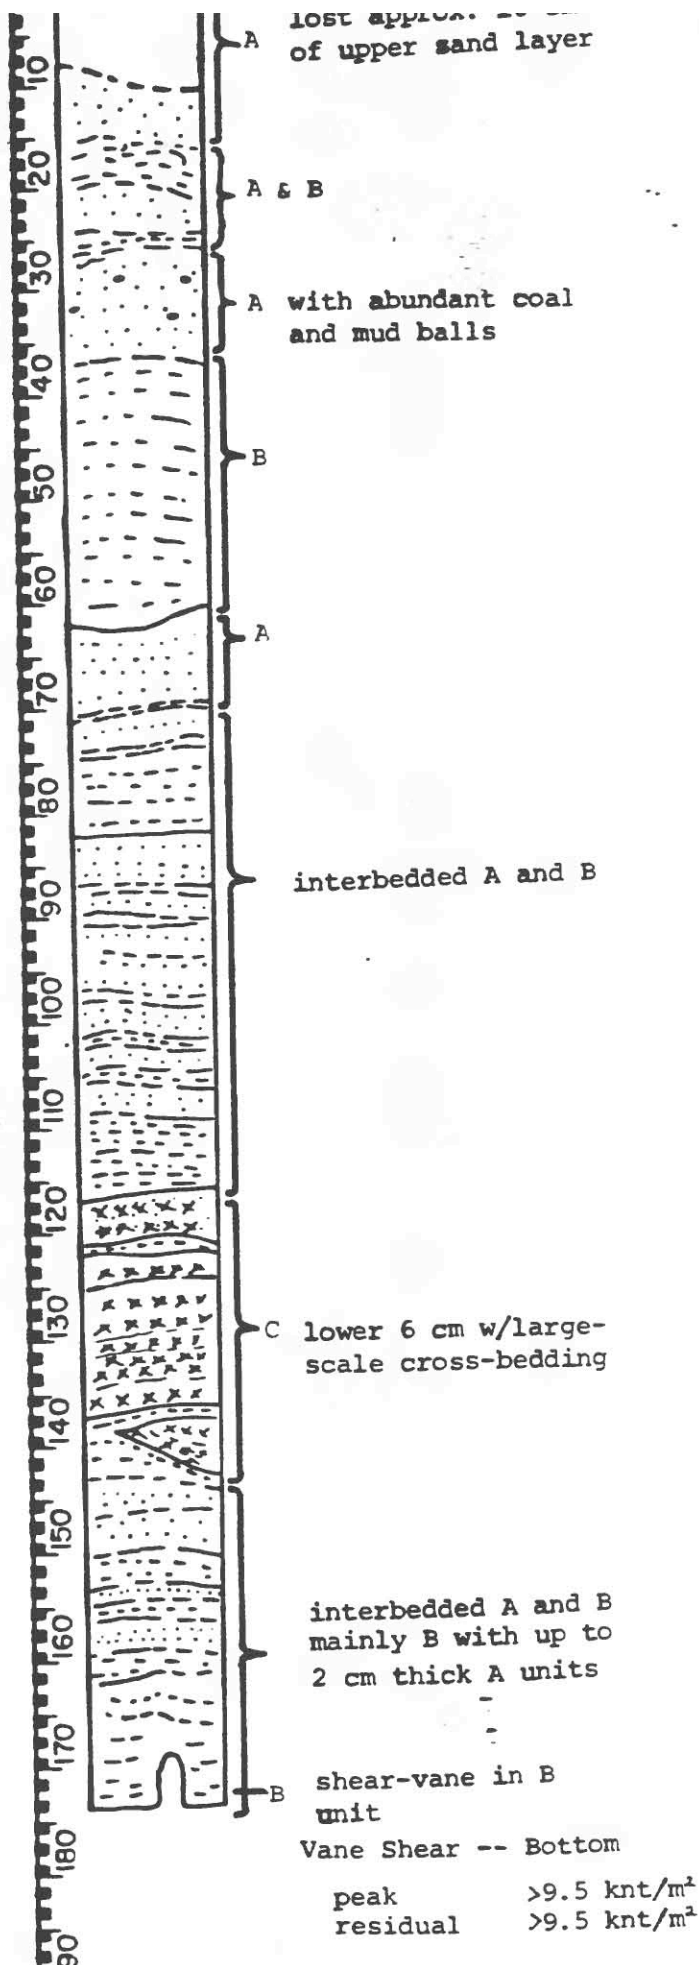 of upper sand layer
A
10
20
A & B
30
A with abundant coal
and mud balls
40
B
50
60
A
70
80
interbedded A and B
90
100
110
120
130
C lower 6 cm w/large-
scale cross-bedding
140
150
interbedded A and B
mainly B with up to
2 cm thick A units
160
170
B shear-vane in B
unit
180
Vane Shear -- Bottom
peak >9.5 knt/m²
residual >9.5 knt/m²